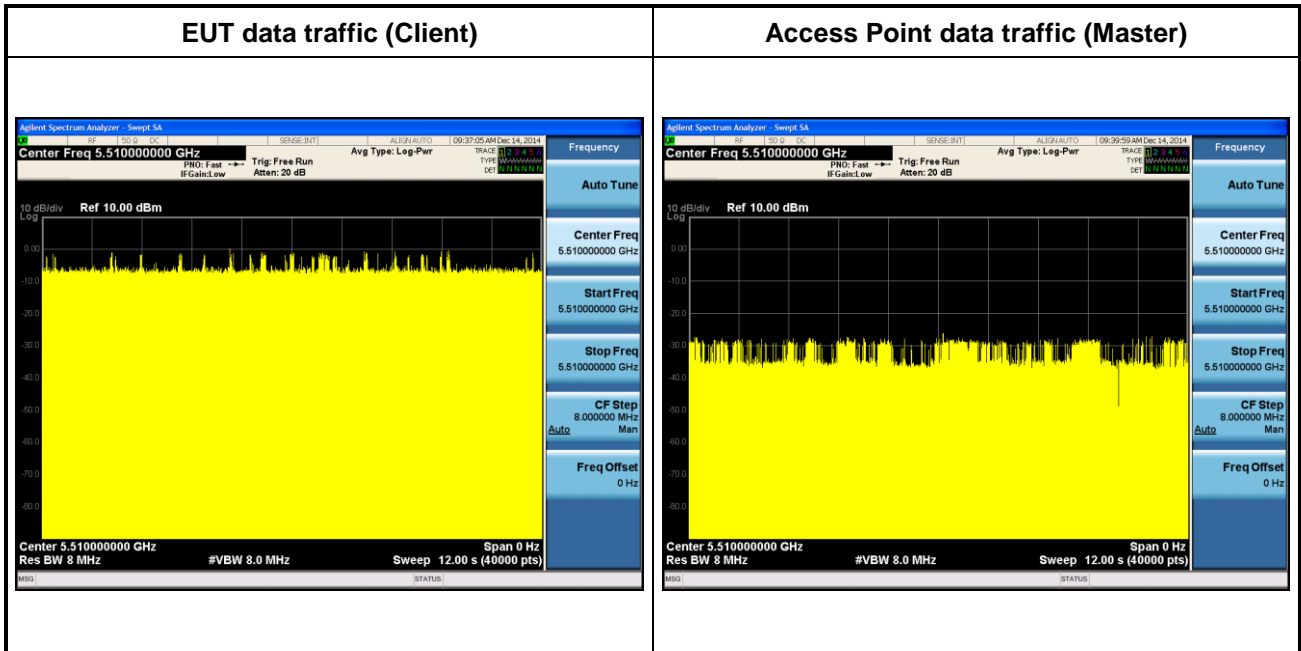 EUT data traffic (Client)
Access Point data traffic (Master)
Agilent Spectrum Analyzer - Swept SA
RF 50 Ω DC SENSE:INT ALIGN AUTO 09:37:05 AM Dec 14, 2014
Center Freq 5.510000000 GHz Avg Type: Log-Pwr TRACE 1 2 3 4 5 6
PNO: Fast Trig: Free Run TYPE
IFGain:Low Atten: 20 dB DET N N N N N N
10 dB/div Ref 10.00 dBm
Log
0.00
-10.0
-20.0
-30.0
-40.0
-50.0
-60.0
-70.0
-80.0
Center 5.510000000 GHz Span 0 Hz
Res BW 8 MHz #VBW 8.0 MHz Sweep 12.00 s (40000 pts)
MSG STATUS
Frequency
Auto Tune
Center Freq
5.510000000 GHz
Start Freq
5.510000000 GHz
Stop Freq
5.510000000 GHz
CF Step
8.000000 MHz
Auto Man
Freq Offset
0 Hz
Agilent Spectrum Analyzer - Swept SA
RF 50 Ω DC SENSE:INT ALIGN AUTO 09:39:59 AM Dec 14, 2014
Center Freq 5.510000000 GHz Avg Type: Log-Pwr TRACE 1 2 3 4 5 6
PNO: Fast Trig: Free Run TYPE
IFGain:Low Atten: 20 dB DET N N N N N N
10 dB/div Ref 10.00 dBm
Log
0.00
-10.0
-20.0
-30.0
-40.0
-50.0
-60.0
-70.0
-80.0
Center 5.510000000 GHz Span 0 Hz
Res BW 8 MHz #VBW 8.0 MHz Sweep 12.00 s (40000 pts)
MSG STATUS
Frequency
Auto Tune
Center Freq
5.510000000 GHz
Start Freq
5.510000000 GHz
Stop Freq
5.510000000 GHz
CF Step
8.000000 MHz
Auto Man
Freq Offset
0 Hz